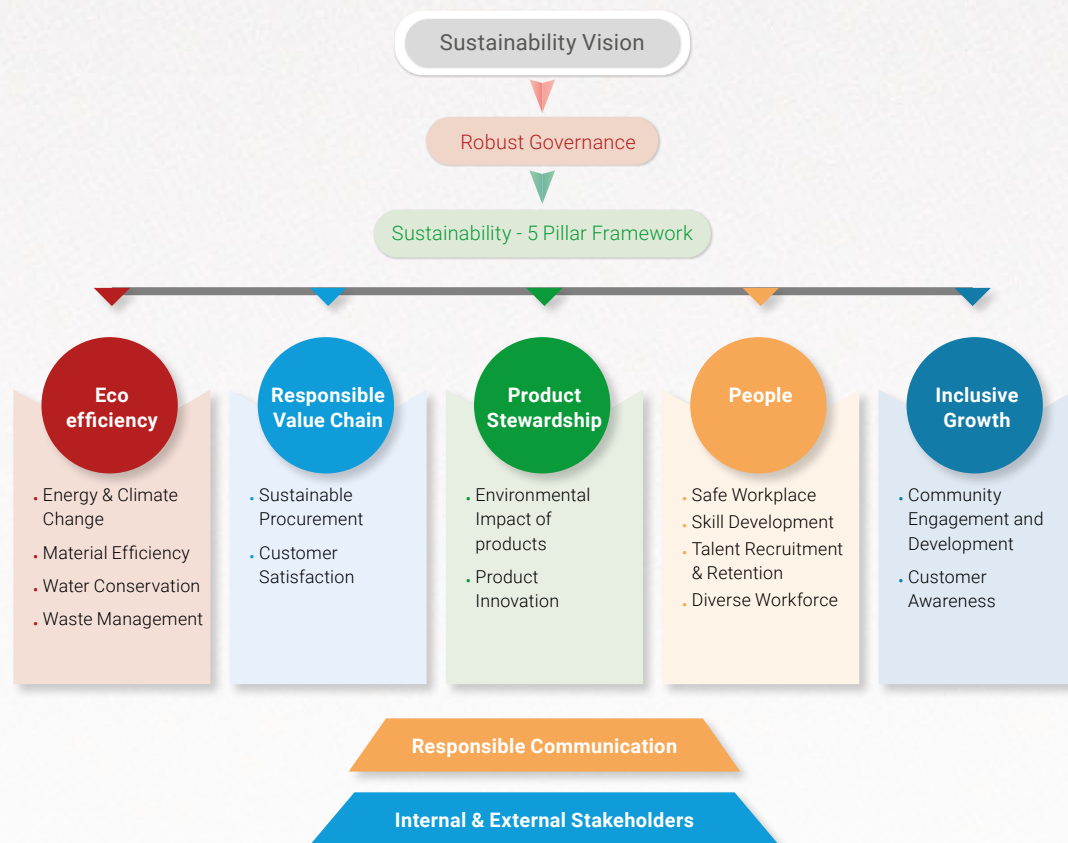 Sustainability Vision
Robust Governance
Sustainability - 5 Pillar Framework
Eco
efficiency
. Energy & Climate
Change
. Material Efficiency
. Water Conservation
. Waste Management
Responsible
Value Chain
. Sustainable
Procurement
. Customer
Satisfaction
Product
Stewardship
. Environmental
Impact of
products
. Product
Innovation
People
. Safe Workplace
. Skill Development
. Talent Recruitment
& Retention
. Diverse Workforce
Inclusive
Growth
. Community
Engagement and
Development
. Customer
Awareness
Responsible Communication
Internal & External Stakeholders